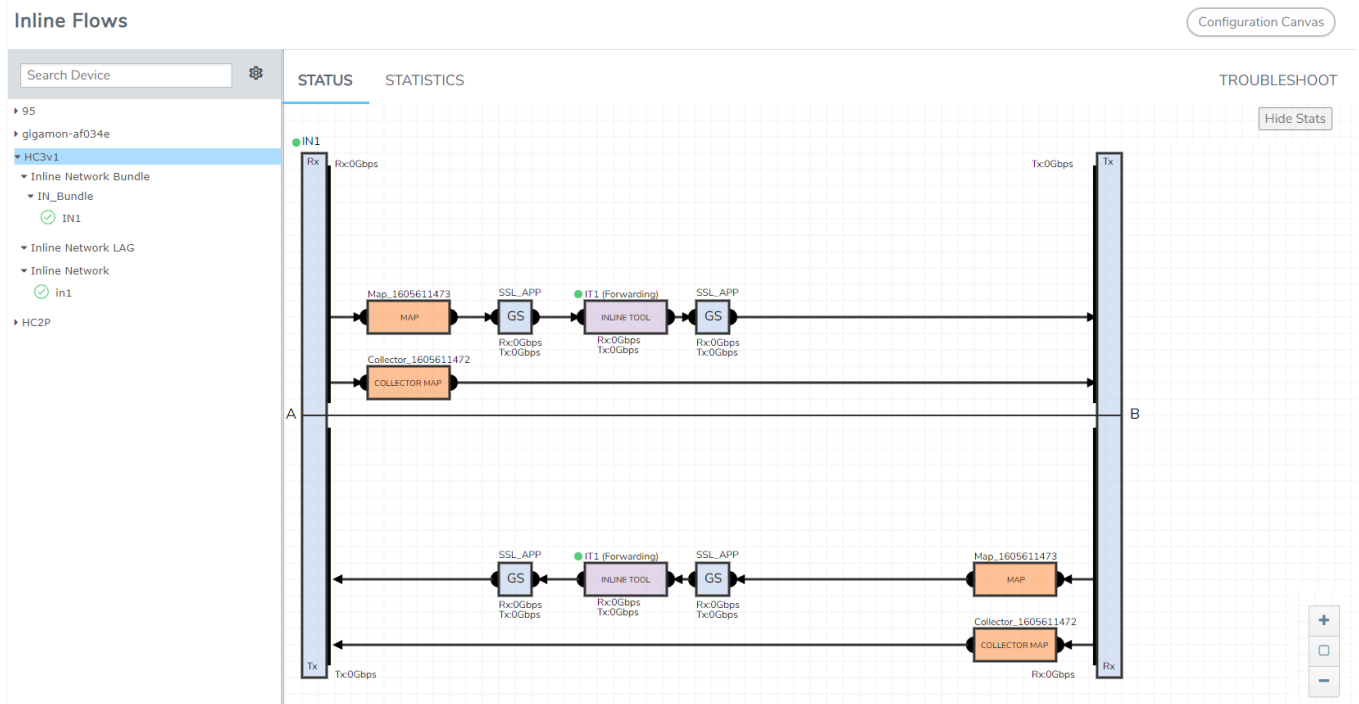 Inline Flows
Configuration Canvas
Search Device
STATUS
STATISTICS
TROUBLESHOOT
95
gigamon-af034e
HC3v1
Inline Network Bundle
IN_Bundle
IN1
Inline Network LAG
Inline Network
in1
HC2P
Hide Stats
IN1
Rx
Rx:0Gbps
Tx:0Gbps
Tx
Map_1605611473
MAP
SSL_APP
GS
Rx:0Gbps
Tx:0Gbps
IT1 (Forwarding)
INLINE TOOL
Rx:0Gbps
Tx:0Gbps
SSL_APP
GS
Rx:0Gbps
Tx:0Gbps
Collector_1605611472
COLLECTOR MAP
A
B
SSL_APP
GS
Rx:0Gbps
Tx:0Gbps
IT1 (Forwarding)
INLINE TOOL
Rx:0Gbps
Tx:0Gbps
SSL_APP
GS
Rx:0Gbps
Tx:0Gbps
Map_1605611473
MAP
Collector_1605611472
COLLECTOR MAP
Tx
Tx:0Gbps
Rx:0Gbps
Rx